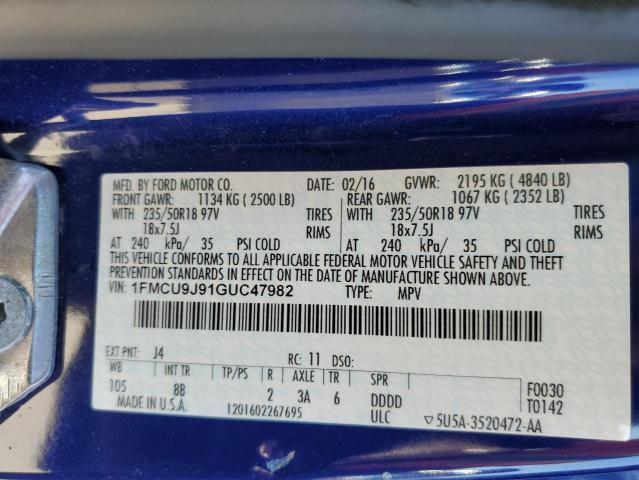 MFD. BY FORD MOTOR CO. DATE: 02/16 GVWR: 2195 KG ( 4840 LB)
FRONT GAWR: 1134 KG ( 2500 LB) REAR GAWR: 1067 KG ( 2352 LB)
WITH 235/50R18 97V TIRES WITH 235/50R18 97V TIRES
18x7.5J RIMS 18x7.5J RIMS
AT 240 kPa/ 35 PSI COLD AT 240 kPa/ 35 PSI COLD
THIS VEHICLE CONFORMS TO ALL APPLICABLE FEDERAL MOTOR VEHICLE SAFETY AND THEFT
PREVENTION STANDARDS IN EFFECT ON THE DATE OF MANUFACTURE SHOWN ABOVE.
VIN: 1FMCU9J91GUC47982 TYPE: MPV
EXT PNT: J4 RC: 11 DSO:
WB INT TR TP/PS R AXLE TR SPR
105 8B 2 3A 6 DDDD F0030
T0142
MADE IN U.S.A. 1201602267695 ULC ▽5U5A-3520472-AA